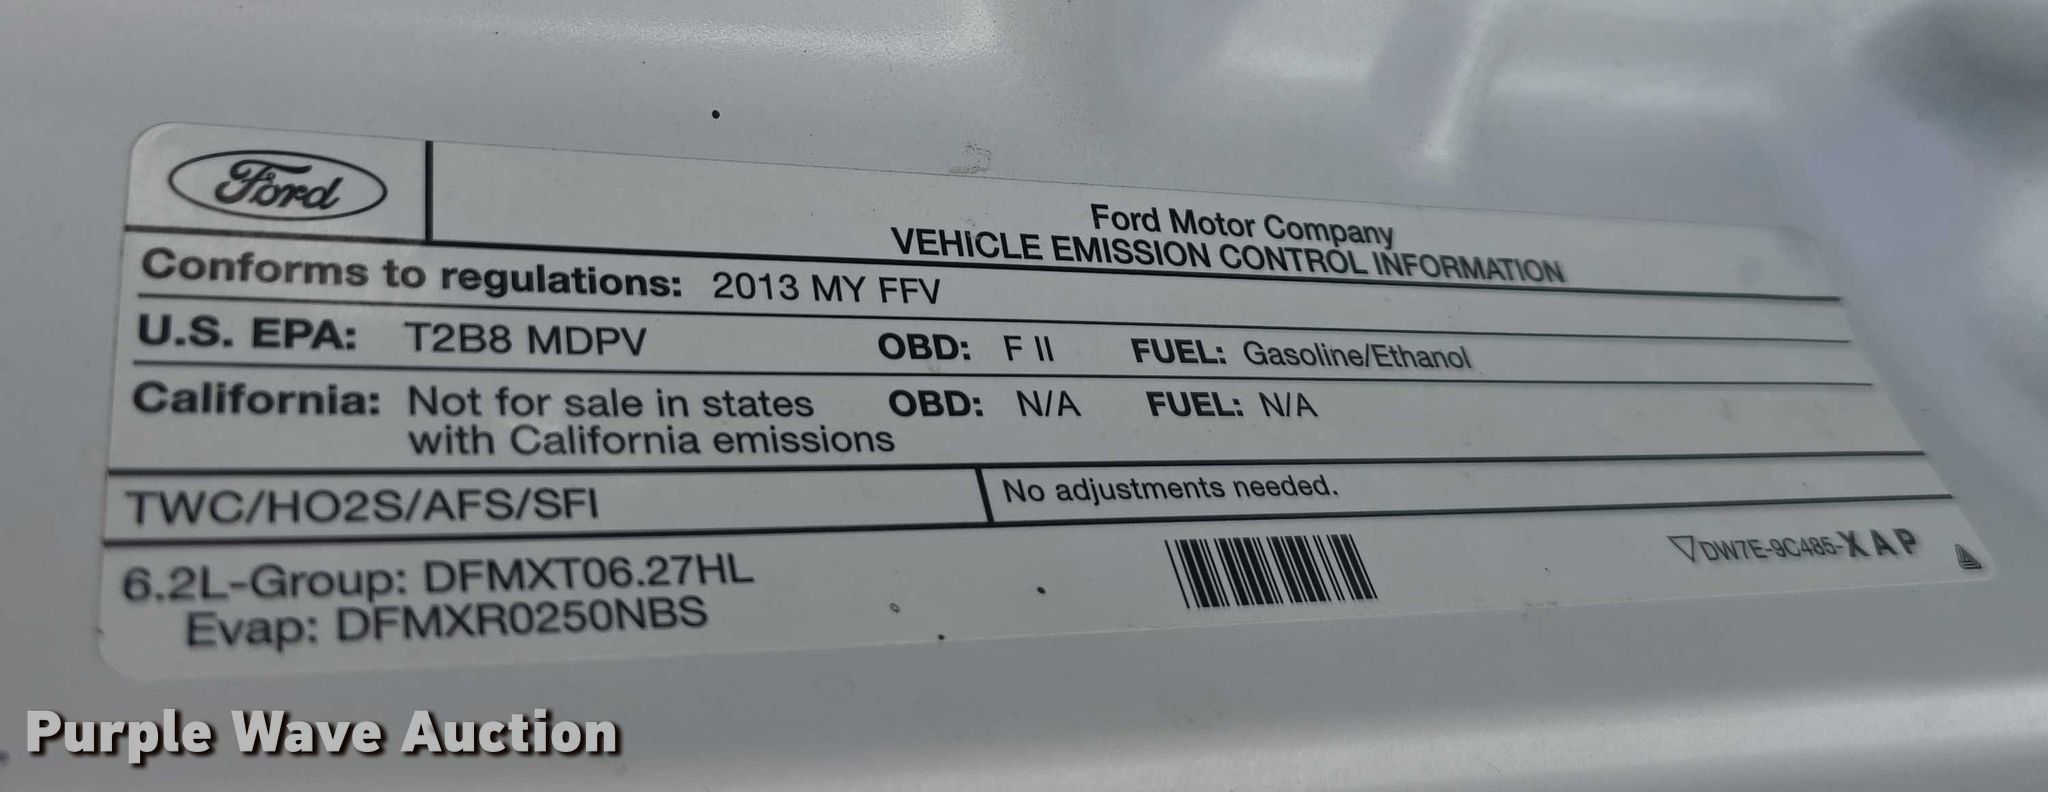 Ford
Ford Motor Company
VEHICLE EMISSION CONTROL INFORMATION
Conforms to regulations: 2013 MY FFV
U.S. EPA: T2B8 MDPV OBD: F II FUEL: Gasoline/Ethanol
California: Not for sale in states with California emissions OBD: N/A FUEL: N/A
TWC/HO2S/AFS/SFI No adjustments needed.
6.2L-Group: DFMXT06.27HL
Evap: DFMXR0250NBS
DW7E-9C485-XAP
Purple Wave Auction